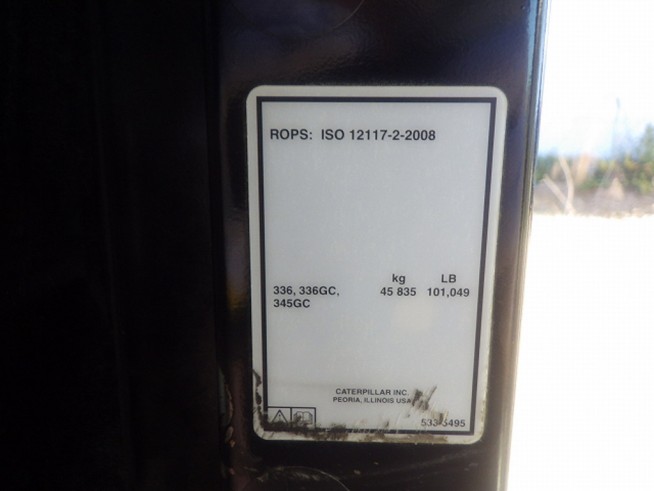 ROPS: ISO 12117-2-2008
kg LB
336, 336GC, 45 835 101,049
345GC
CATERPILLAR INC.
PEORIA, ILLINOIS USA